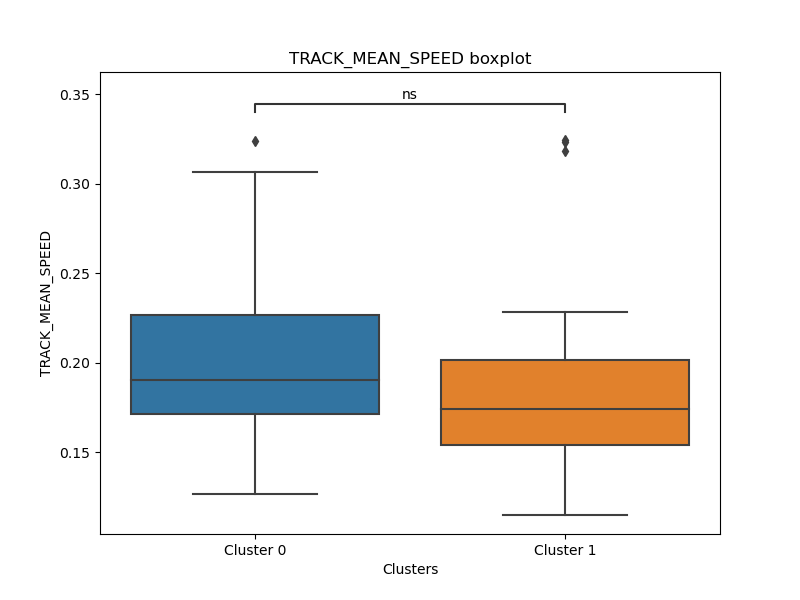 TRACK_MEAN_SPEED boxplot
ns
0.35
0.30
0.25
0.20
0.15
TRACK_MEAN_SPEED
Cluster 0
Cluster 1
Clusters